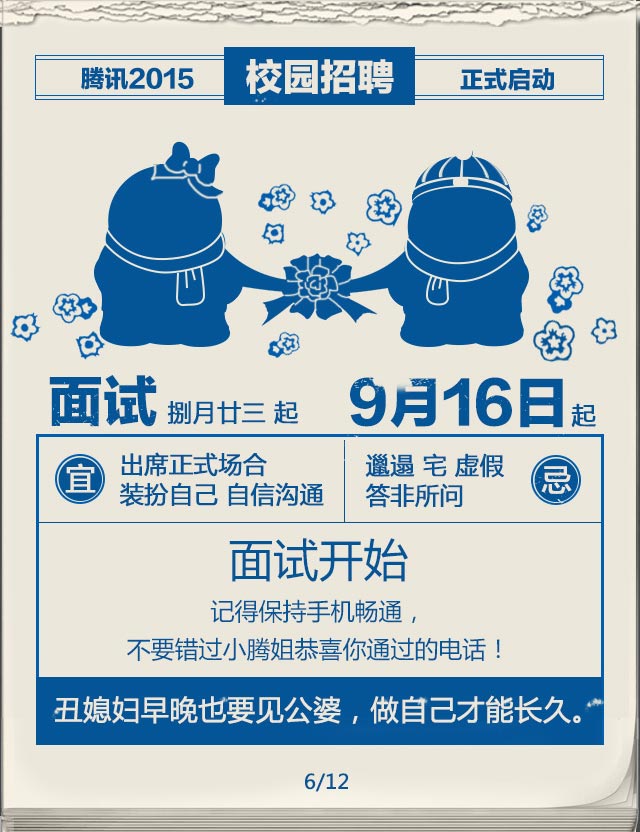 腾讯2015 校园招聘 正式启动
面试 捌月廿三 起 9月16日起
宜
出席正式场合
装扮自己 自信沟通
邋遢 宅 虚假
答非所问
忌
面试开始
记得保持手机畅通，
不要错过小腾姐恭喜你通过的电话！
丑媳妇早晚也要见公婆，做自己才能长久。
6/12